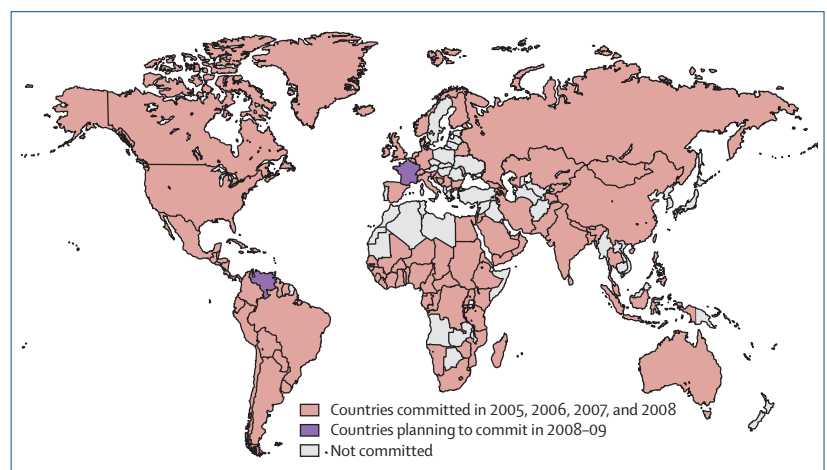 Countries committed in 2005, 2006, 2007, and 2008
Countries planning to commit in 2008–09
Not committed